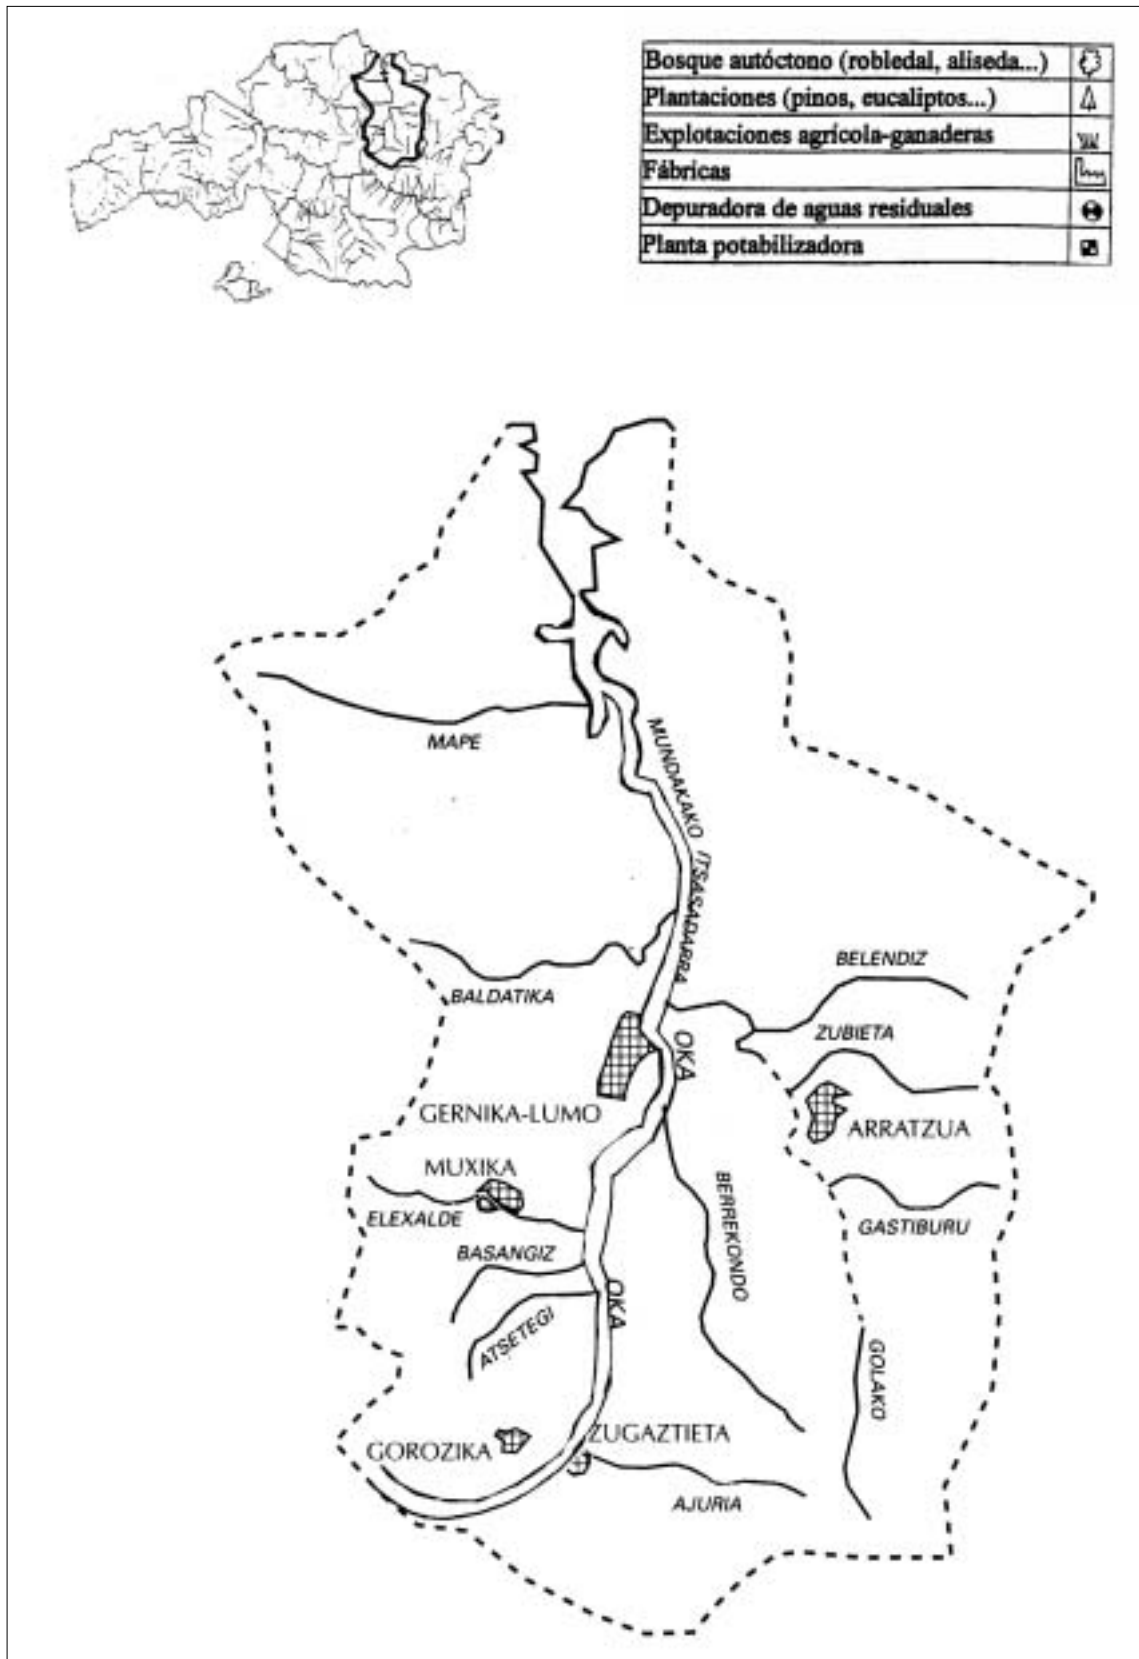 Bosque autóctono (robledal, aliseda...)
Plantaciones (pinos, eucaliptos...)
Explotaciones agrícola-ganaderas
Fábricas
Depuradora de aguas residuales
Planta potabilizadora
MAPE
MUNDAKAKO ITSASADARRA
BALDATIKA
BELENDIZ
ZUBIETA
OKA
GERNIKA-LUMO
ARRATZUA
MUXIKA
ELEXALDE
BERREKONDO
GASTIBURU
BASANGIZ
OKA
ATSETEGI
GOLAKO
ZUGAZTIETA
GOROZIKA
AJURIA